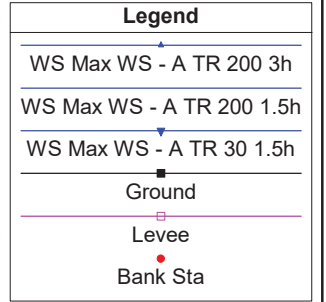 Legend
WS Max WS - A TR 200 3h
WS Max WS - A TR 200 1.5h
WS Max WS - A TR 30 1.5h
Ground
Levee
Bank Sta